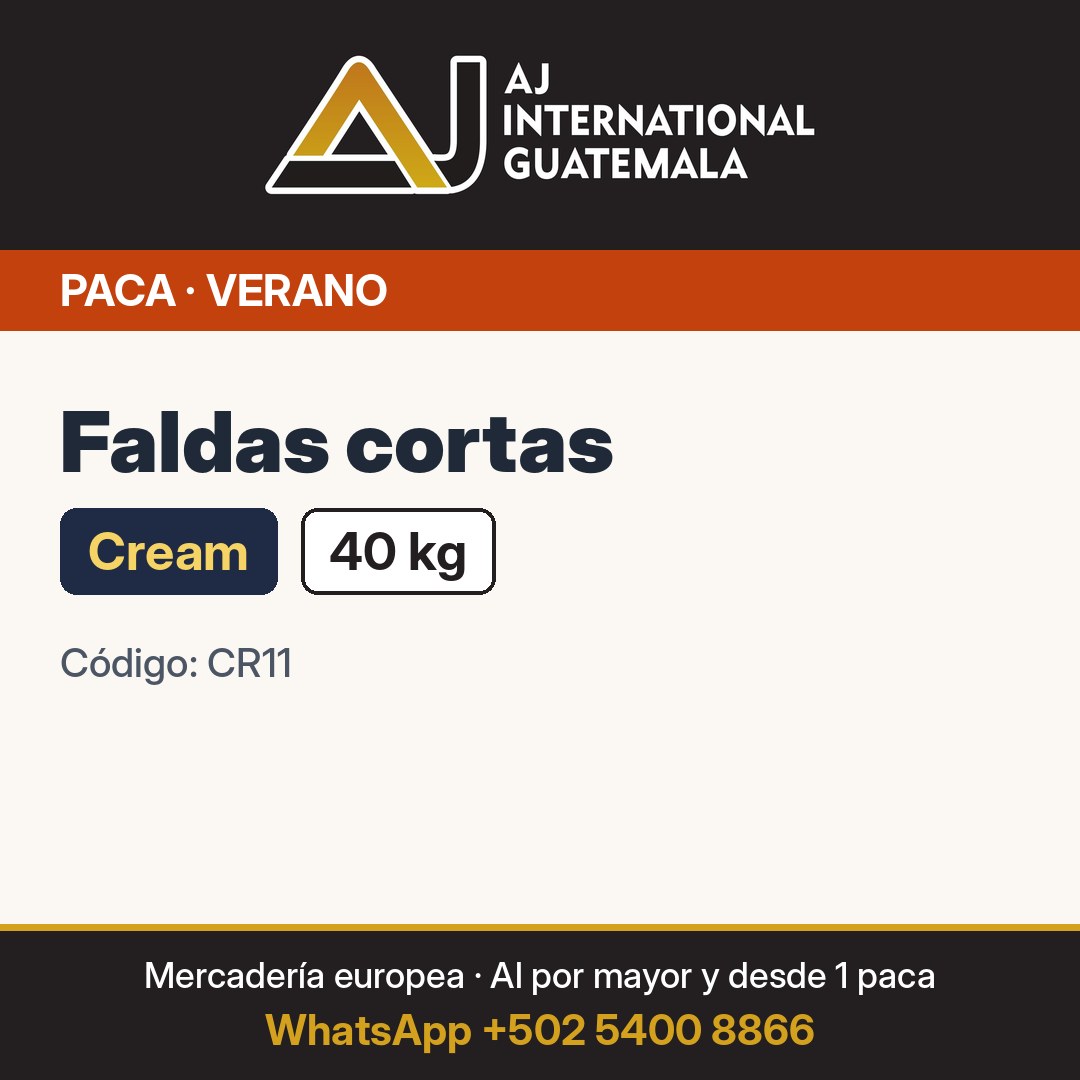 AJ
INTERNATIONAL
GUATEMALA
PACA · VERANO
Faldas cortas
Cream
40 kg
Código: CR11
Mercadería europea · Al por mayor y desde 1 paca
WhatsApp +502 5400 8866